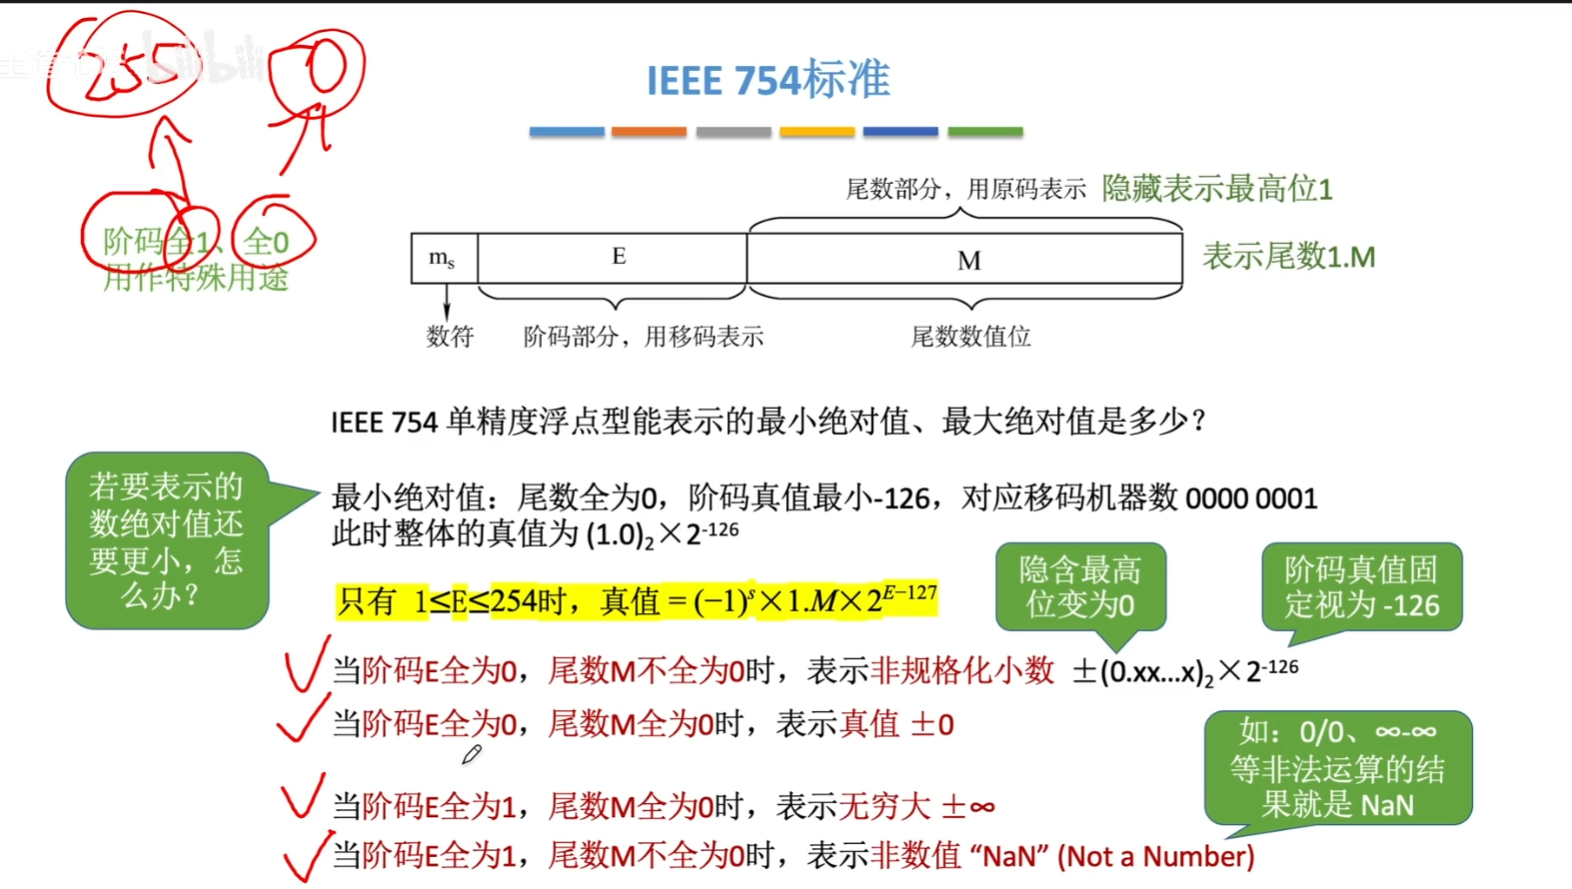 255
0
bilibili
IEEE 754标准
阶码全1、全0
用作特殊用途
尾数部分，用原码表示 隐藏表示最高位1
mₛ E M 表示尾数1.M
数符 阶码部分，用移码表示 尾数数值位
IEEE 754 单精度浮点型能表示的最小绝对值、最大绝对值是多少？
若要表示的
数绝对值还
要更小，怎
么办？
最小绝对值：尾数全为0，阶码真值最小-126，对应移码机器数 0000 0001
此时整体的真值为 (1.0)₂×2⁻¹²⁶
隐含最高
位变为0
阶码真值固
定视为 -126
只有 1≤E≤254时，真值 = (−1)ˢ×1.M×2ᴱ⁻¹²⁷
当阶码E全为0，尾数M不全为0时，表示非规格化小数 ±(0.xx...x)₂×2⁻¹²⁶
当阶码E全为0，尾数M全为0时，表示真值 ±0
如：0/0、∞-∞
等非法运算的结
果就是 NaN
当阶码E全为1，尾数M全为0时，表示无穷大 ±∞
当阶码E全为1，尾数M不全为0时，表示非数值 “NaN” (Not a Number)